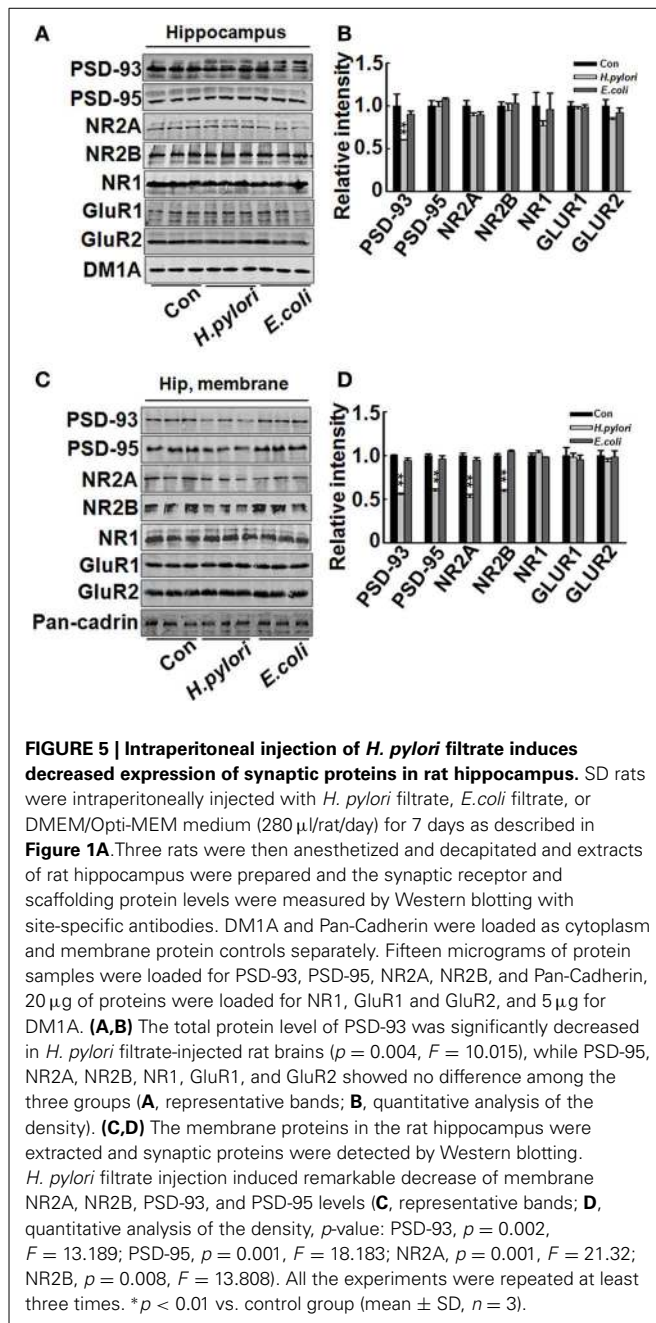 A
Hippocampus
PSD-93
PSD-95
NR2A
NR2B
NR1
GluR1
GluR2
DM1A
Con
H.pylori
E.coli
B
Con
H.pylori
E.coli
Relative intensity
1.5
1.0
0.5
0
**
PSD-93
PSD-95
NR2A
NR2B
NR1
GLUR1
GLUR2
C
Hip, membrane
PSD-93
PSD-95
NR2A
NR2B
NR1
GluR1
GluR2
Pan-cadrin
Con
H.pylori
E.coli
D
Con
H.pylori
E.coli
Relative intensity
1.5
1.0
0.5
0
**
**
**
**
PSD-93
PSD-95
NR2A
NR2B
NR1
GLUR1
GLUR2
FIGURE 5 | Intraperitoneal injection of H. pylori filtrate induces
decreased expression of synaptic proteins in rat hippocampus. SD rats
were intraperitoneally injected with H. pylori filtrate, E.coli filtrate, or
DMEM/Opti-MEM medium (280 μl/rat/day) for 7 days as described in
Figure 1A.Three rats were then anesthetized and decapitated and extracts
of rat hippocampus were prepared and the synaptic receptor and
scaffolding protein levels were measured by Western blotting with
site-specific antibodies. DM1A and Pan-Cadherin were loaded as cytoplasm
and membrane protein controls separately. Fifteen micrograms of protein
samples were loaded for PSD-93, PSD-95, NR2A, NR2B, and Pan-Cadherin,
20 μg of proteins were loaded for NR1, GluR1 and GluR2, and 5 μg for
DM1A. (A,B) The total protein level of PSD-93 was significantly decreased
in H. pylori filtrate-injected rat brains (p = 0.004, F = 10.015), while PSD-95,
NR2A, NR2B, NR1, GluR1, and GluR2 showed no difference among the
three groups (A, representative bands; B, quantitative analysis of the
density). (C,D) The membrane proteins in the rat hippocampus were
extracted and synaptic proteins were detected by Western blotting.
H. pylori filtrate injection induced remarkable decrease of membrane
NR2A, NR2B, PSD-93, and PSD-95 levels (C, representative bands; D,
quantitative analysis of the density, p-value: PSD-93, p = 0.002,
F = 13.189; PSD-95, p = 0.001, F = 18.183; NR2A, p = 0.001, F = 21.32;
NR2B, p = 0.008, F = 13.808). All the experiments were repeated at least
three times. *p < 0.01 vs. control group (mean ± SD, n = 3).